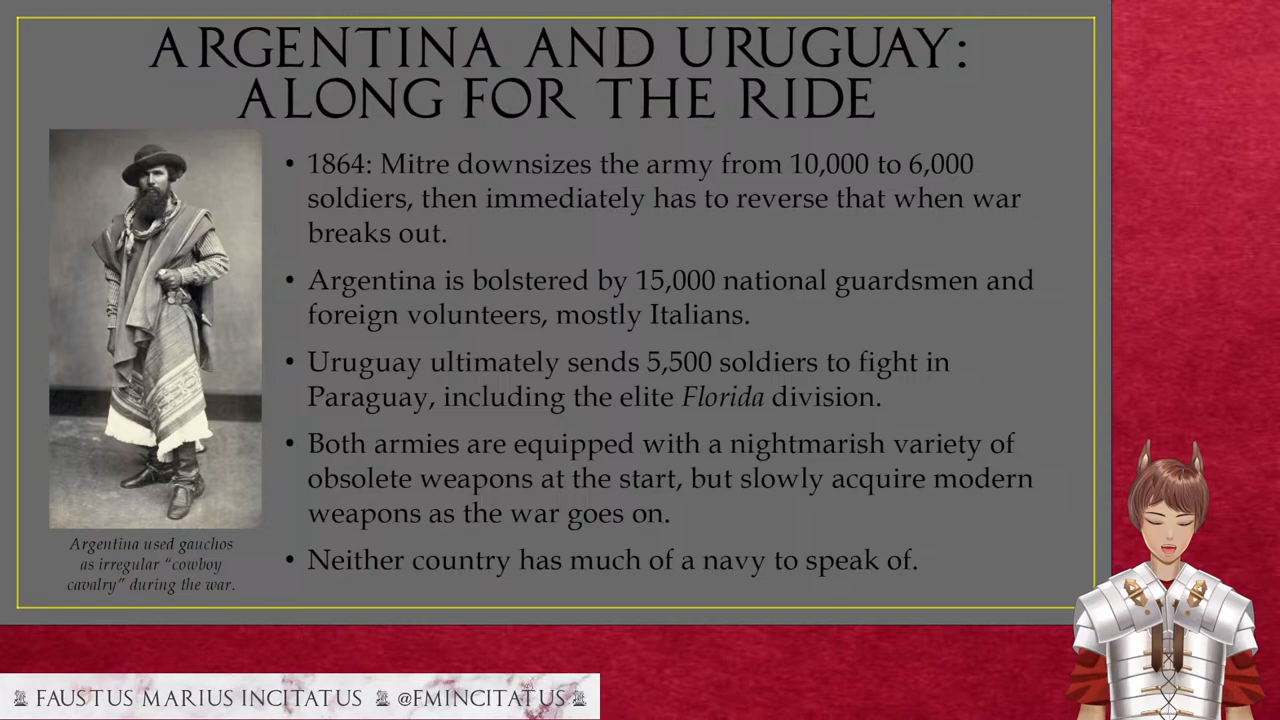 ARGENTINA AND URUGUAY:
ALONG FOR THE RIDE
• 1864: Mitre downsizes the army from 10,000 to 6,000
soldiers, then immediately has to reverse that when war
breaks out.
• Argentina is bolstered by 15,000 national guardsmen and
foreign volunteers, mostly Italians.
• Uruguay ultimately sends 5,500 soldiers to fight in
Paraguay, including the elite Florida division.
• Both armies are equipped with a nightmarish variety of
obsolete weapons at the start, but slowly acquire modern
weapons as the war goes on.
• Neither country has much of a navy to speak of.
Argentina used gauchos
as irregular “cowboy
cavalry” during the war.
FAUSTUS MARIUS INCITATUS @FMINCITATUS